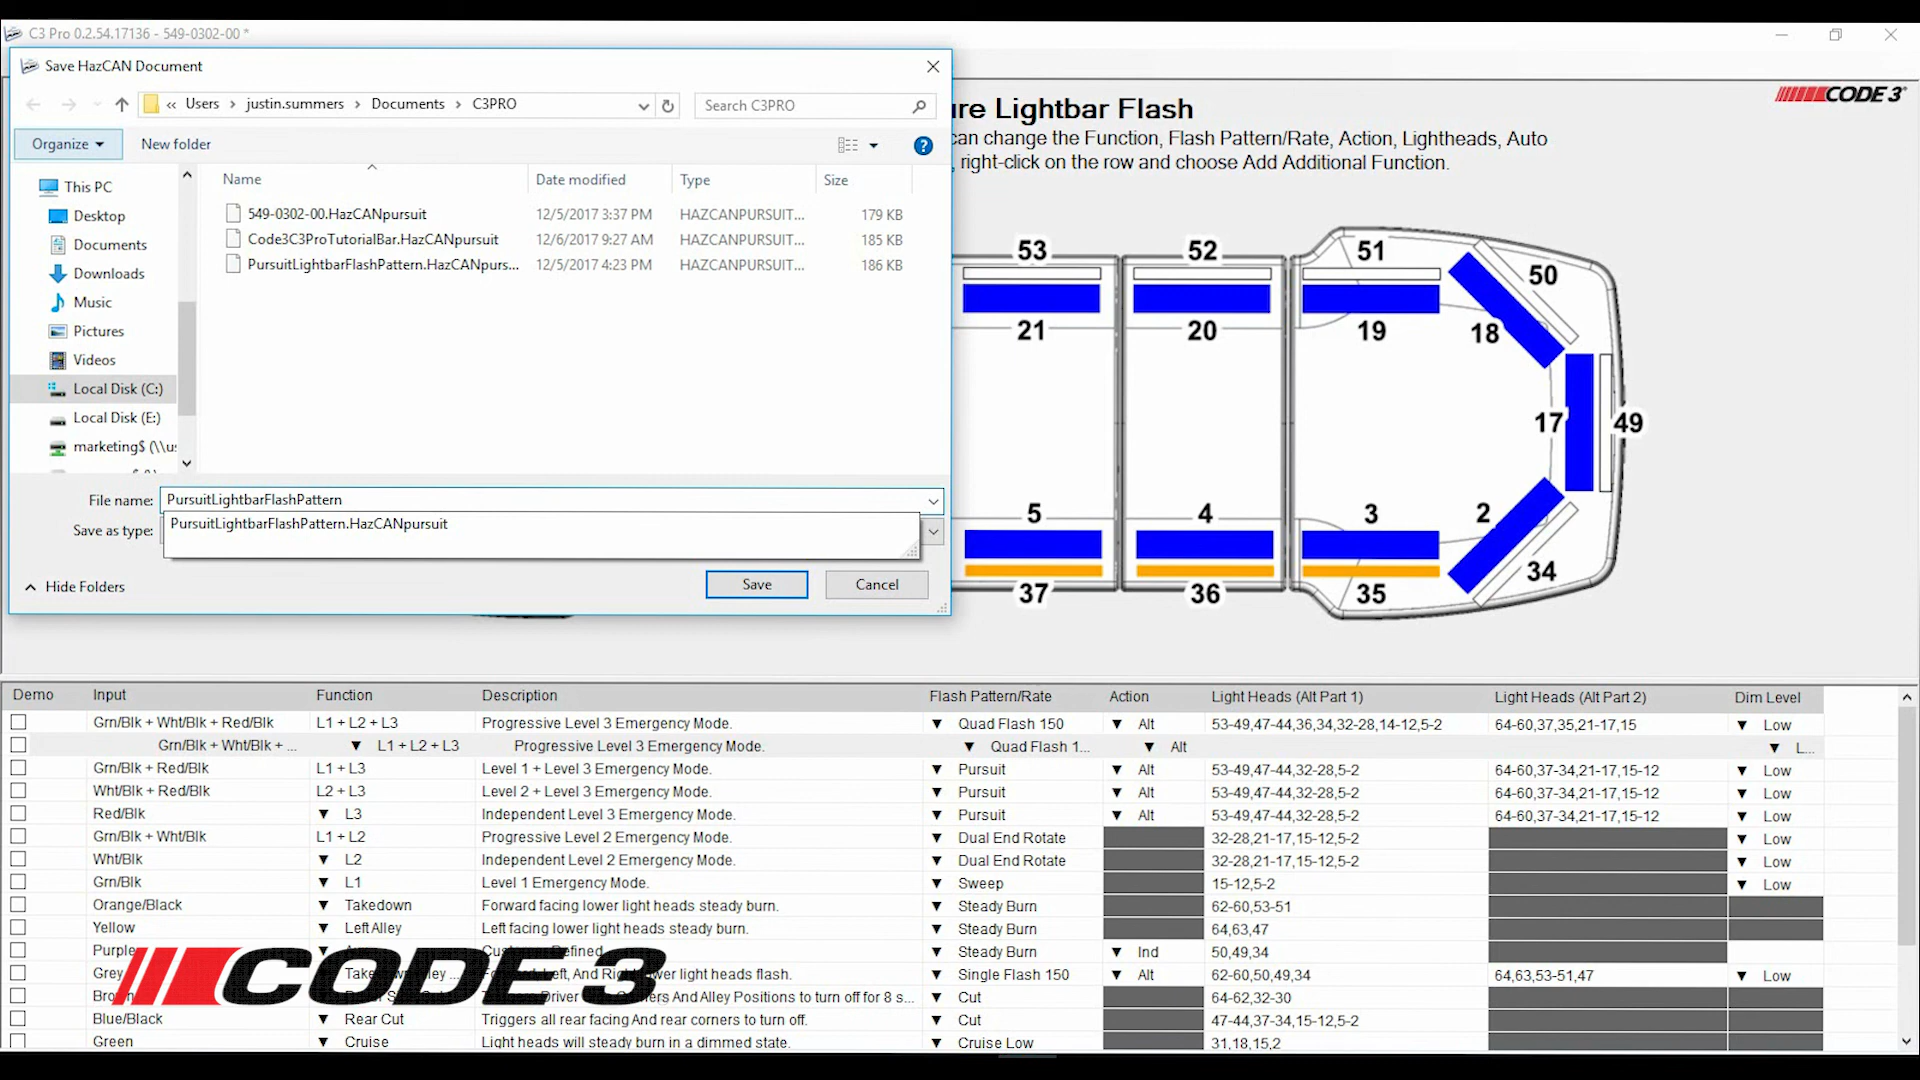 C3 Pro 0.2.54.17136 - 549-0302-00 *
Save HazCAN Document
« Users > justin.summers > Documents > C3PRO
Search C3PRO
Organize
New folder
Name Date modified Type Size
549-0302-00.HazCANpursuit 12/5/2017 3:37 PM HAZCANPURSUIT... 179 KB
Code3C3ProTutorialBar.HazCANpursuit 12/6/2017 9:27 AM HAZCANPURSUIT... 185 KB
PursuitLightbarFlashPattern.HazCANpurs... 12/5/2017 4:23 PM HAZCANPURSUIT... 186 KB
This PC
Desktop
Documents
Downloads
Music
Pictures
Videos
Local Disk (C:)
Local Disk (E:)
marketing$ (\\us
File name: PursuitLightbarFlashPattern
PursuitLightbarFlashPattern.HazCANpursuit
Save as type:
Hide Folders
Save
Cancel
CODE 3
ure Lightbar Flash
can change the Function, Flash Pattern/Rate, Action, Lightheads, Auto
, right-click on the row and choose Add Additional Function.
53 52 51 50
21 20 19 18
17 49
5 4 3 2
37 36 35 34
Demo Input Function Description Flash Pattern/Rate Action Light Heads (Alt Part 1) Light Heads (Alt Part 2) Dim Level
Grn/Blk + Wht/Blk + Red/Blk L1 + L2 + L3 Progressive Level 3 Emergency Mode. Quad Flash 150 Alt 53-49,47-44,36,34,32-28,14-12,5-2 64-60,37,35,21-17,15 Low
Grn/Blk + Wht/Blk + ... L1 + L2 + L3 Progressive Level 3 Emergency Mode. Quad Flash 1... Alt L...
Grn/Blk + Red/Blk L1 + L3 Level 1 + Level 3 Emergency Mode. Pursuit Alt 53-49,47-44,32-28,5-2 64-60,37-34,21-17,15-12 Low
Wht/Blk + Red/Blk L2 + L3 Level 2 + Level 3 Emergency Mode. Pursuit Alt 53-49,47-44,32-28,5-2 64-60,37-34,21-17,15-12 Low
Red/Blk L3 Independent Level 3 Emergency Mode. Pursuit Alt 53-49,47-44,32-28,5-2 64-60,37-34,21-17,15-12 Low
Grn/Blk + Wht/Blk L1 + L2 Progressive Level 2 Emergency Mode. Dual End Rotate 32-28,21-17,15-12,5-2 Low
Wht/Blk L2 Independent Level 2 Emergency Mode. Dual End Rotate 32-28,21-17,15-12,5-2 Low
Grn/Blk L1 Level 1 Emergency Mode. Sweep 15-12,5-2 Low
Orange/Black Takedown Forward facing lower light heads steady burn. Steady Burn 62-60,53-51
Yellow LeftAlley Left facing lower light heads steady burn. Steady Burn 64,63,47
Purple Steady Burn Ind 50,49,34
Grey lower light heads flash. Single Flash 150 Alt 62-60,50,49,34 64,63,53-51,47 Low
And Alley Positions to turn off for 8 s... Cut 64-62,32-30
Blue/Black Rear Cut Triggers all rear facing And rear corners to turn off. Cut 47-44,37-34,15-12,5-2
Green Cruise Light heads will steady burn in a dimmed state. Cruise Low 31,18,15,2
CODE 3